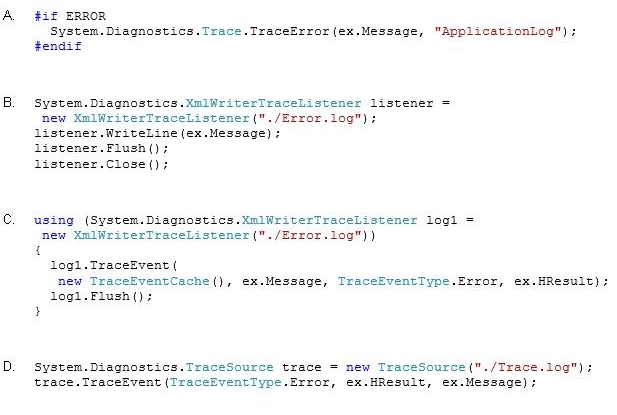 A. #if ERROR
System.Diagnostics.Trace.TraceError(ex.Message, "ApplicationLog");
#endif
B. System.Diagnostics.XmlWriterTraceListener listener =
new XmlWriterTraceListener("./Error.log");
listener.WriteLine(ex.Message);
listener.Flush();
listener.Close();
C. using (System.Diagnostics.XmlWriterTraceListener log1 =
new XmlWriterTraceListener("./Error.log"))
{
log1.TraceEvent(
new TraceEventCache(), ex.Message, TraceEventType.Error, ex.HResult);
log1.Flush();
}
D. System.Diagnostics.TraceSource trace = new TraceSource("./Trace.log");
trace.TraceEvent(TraceEventType.Error, ex.HResult, ex.Message);